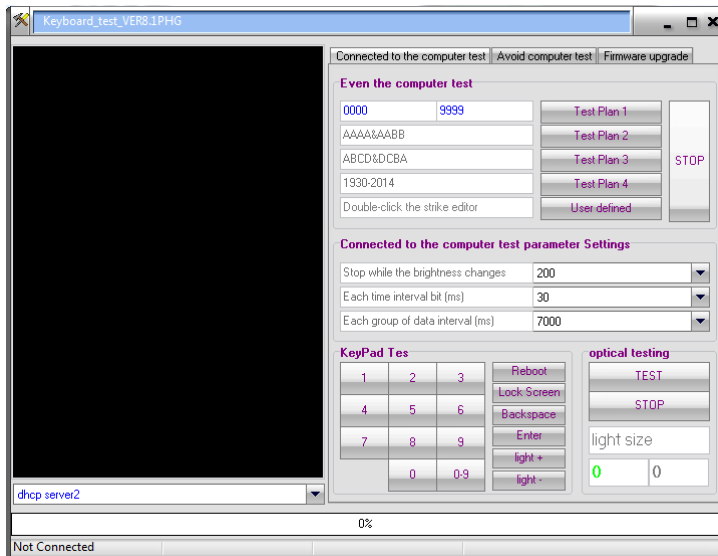 Keyboard_test_VER8.1PHG
Connected to the computer test Avoid computer test Firmware upgrade
Even the computer test
0000 9999 Test Plan 1
AAAA&AABB Test Plan 2
ABCD&DCBA Test Plan 3
STOP
1930-2014 Test Plan 4
Double-click the strike editor User defined
Connected to the computer test parameter Settings
Stop while the brightness changes 200
Each time interval bit (ms) 30
Each group of data interval (ms) 7000
KeyPad Tes
1 2 3
4 5 6
7 8 9
0 0-9
Reboot
Lock Screen
Backspace
Enter
light +
light -
optical testing
TEST
STOP
light size
0 0
dhcp server2
0%
Not Connected